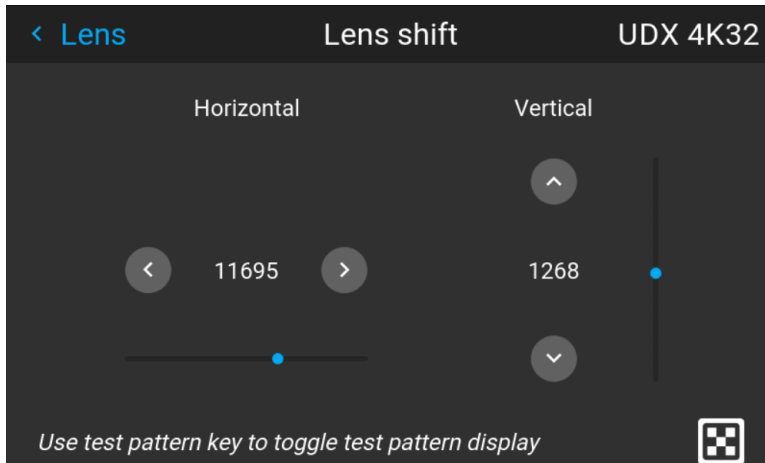 Lens Lens shift UDX 4K32
Horizontal Vertical
11695 1268
Use test pattern key to toggle test pattern display